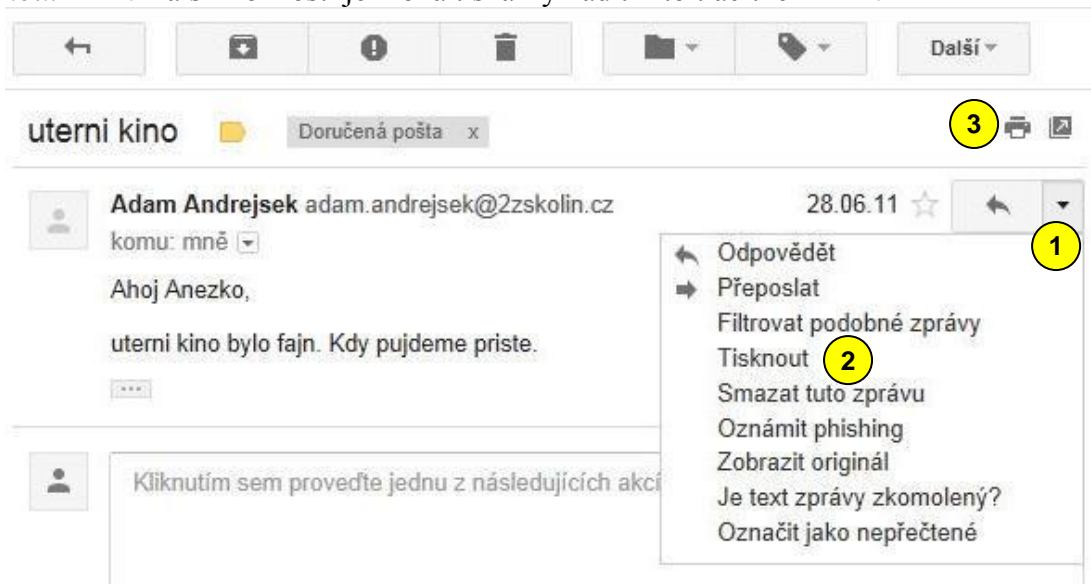 Další
uterni kino Doručená pošta x 3
Adam Andrejsek adam.andrejsek@2zskolin.cz 28.06.11
komu: mně 1
Ahoj Anezko,
uterni kino bylo fajn. Kdy pujdeme priste.
Odpovědět
Přeposlat
Filtrovat podobné zprávy
Tisknout 2
Smazat tuto zprávu
Oznámit phishing
Zobrazit originál
Je text zprávy zkomolený?
Označit jako nepřečtené
Kliknutím sem proveďte jednu z následujících akcí